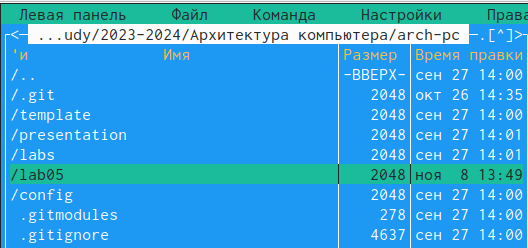 Левая панель Файл Команда Настройки Права
<─ ...udy/2023-2024/Архитектура компьютера/arch-pc ─.[^]>
'и Имя Размер Время правки
/.. -ВВЕРХ- сен 27 14:00
/.git 2048 окт 26 14:35
/template 2048 сен 27 14:00
/presentation 2048 сен 27 14:01
/labs 2048 сен 27 14:01
/lab05 2048 ноя 8 13:49
/config 2048 сен 27 14:00
.gitmodules 278 сен 27 14:00
.gitignore 4637 сен 27 14:00